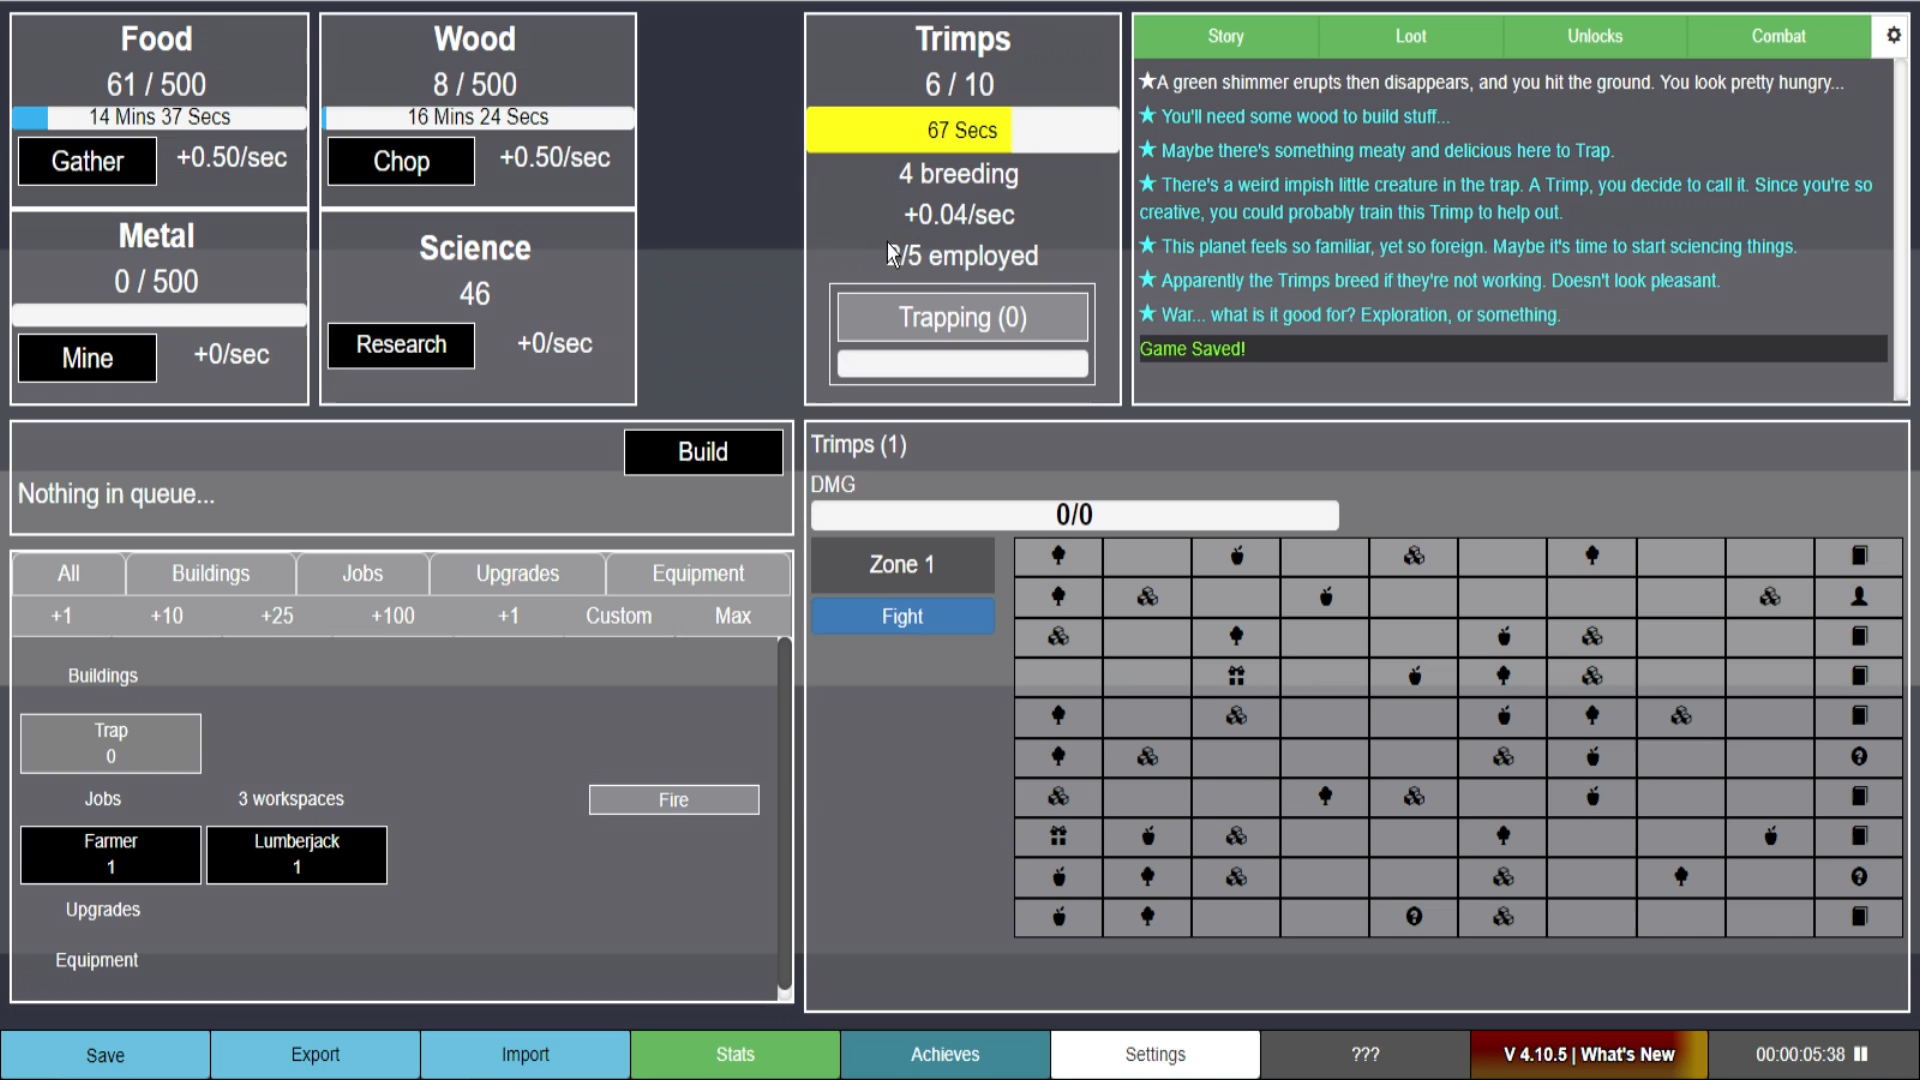 Food
61 / 500
14 Mins 37 Secs
Gather
+0.50/sec
Wood
8 / 500
16 Mins 24 Secs
Chop
+0.50/sec
Metal
0 / 500
Mine
+0/sec
Science
46
Research
+0/sec
Trimps
6 / 10
67 Secs
4 breeding
+0.04/sec
/5 employed
Trapping (0)
Story
Loot
Unlocks
Combat
★A green shimmer erupts then disappears, and you hit the ground. You look pretty hungry...
★ You'll need some wood to build stuff...
★ Maybe there's something meaty and delicious here to Trap.
★ There's a weird impish little creature in the trap. A Trimp, you decide to call it. Since you're so
creative, you could probably train this Trimp to help out.
★ This planet feels so familiar, yet so foreign. Maybe it's time to start sciencing things.
★ Apparently the Trimps breed if they're not working. Doesn't look pleasant.
★ War... what is it good for? Exploration, or something.
Game Saved!
Build
Nothing in queue...
All
Buildings
Jobs
Upgrades
Equipment
+1
+10
+25
+100
+1
Custom
Max
Buildings
Trap
0
Jobs
3 workspaces
Fire
Farmer
1
Lumberjack
1
Upgrades
Equipment
Trimps (1)
DMG
0/0
Zone 1
Fight
Save
Export
Import
Stats
Achieves
Settings
???
V 4.10.5 | What's New
00:00:05:38